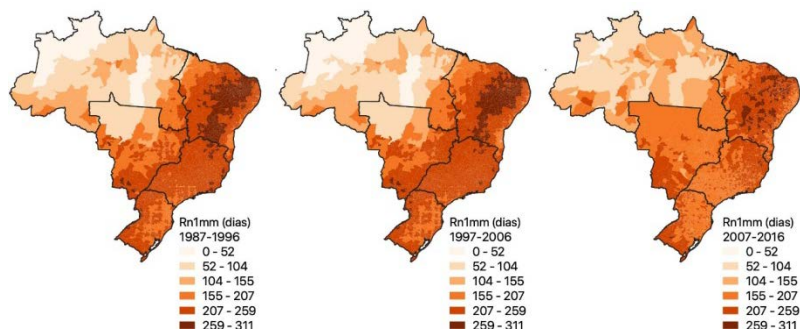 Rn1mm (dias)
1987-1996
0 - 52
52 - 104
104 - 155
155 - 207
207 - 259
259 - 311
Rn1mm (dias)
1997-2006
0 - 52
52 - 104
104 - 155
155 - 207
207 - 259
259 - 311
Rn1mm (dias)
2007-2016
0 - 52
52 - 104
104 - 155
155 - 207
207 - 259
259 - 311